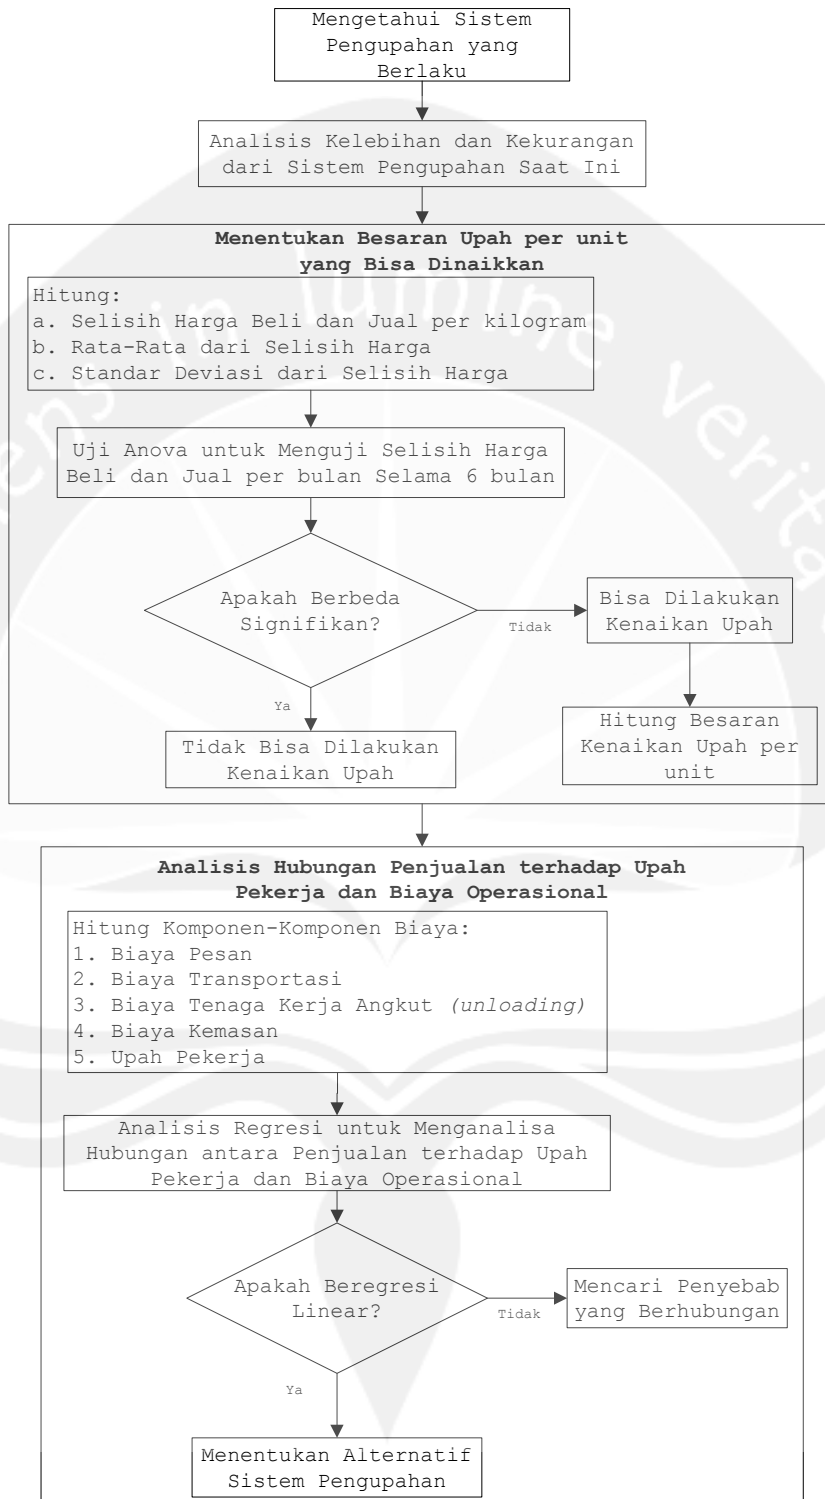 Mengetahui Sistem
Pengupahan yang
Berlaku
Analisis Kelebihan dan Kekurangan
dari Sistem Pengupahan Saat Ini
Menentukan Besaran Upah per unit
yang Bisa Dinaikkan
Hitung:
a. Selisih Harga Beli dan Jual per kilogram
b. Rata-Rata dari Selisih Harga
c. Standar Deviasi dari Selisih Harga
Uji Anova untuk Menguji Selisih Harga
Beli dan Jual per bulan Selama 6 bulan
Apakah Berbeda
Signifikan?
Tidak
Bisa Dilakukan
Kenaikan Upah
Ya
Tidak Bisa Dilakukan
Kenaikan Upah
Hitung Besaran
Kenaikan Upah per
unit
Analisis Hubungan Penjualan terhadap Upah
Pekerja dan Biaya Operasional
Hitung Komponen-Komponen Biaya:
1. Biaya Pesan
2. Biaya Transportasi
3. Biaya Tenaga Kerja Angkut (unloading)
4. Biaya Kemasan
5. Upah Pekerja
Analisis Regresi untuk Menganalisa
Hubungan antara Penjualan terhadap Upah
Pekerja dan Biaya Operasional
Apakah Beregresi
Linear?
Tidak
Mencari Penyebab
yang Berhubungan
Ya
Menentukan Alternatif
Sistem Pengupahan
in lumine verita